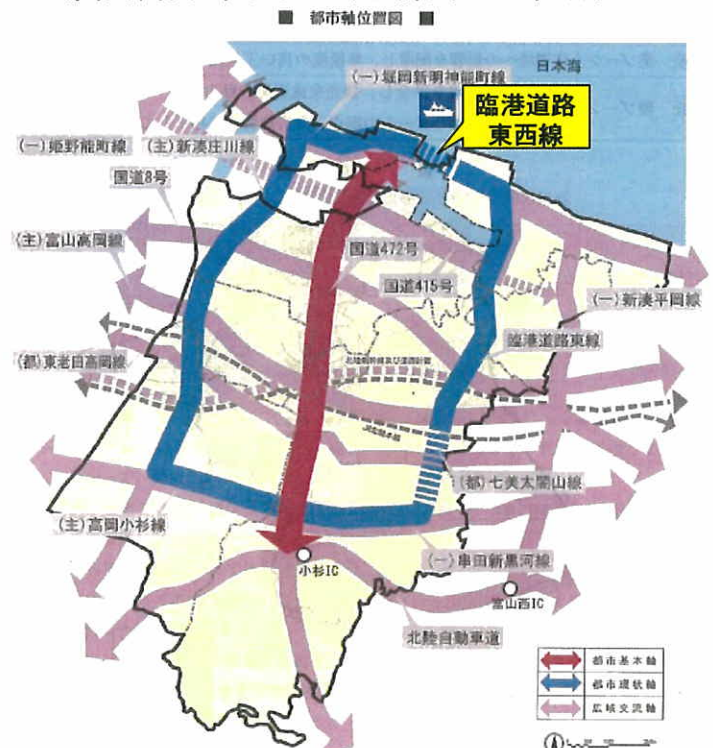 ■ 都市軸位置図 ■
日本海
(一)堀岡新明神能町線
臨港道路
東西線
(一)姫野能町線
(主)新湊庄川線
国道8号
(主)富山高岡線
国道472号
国道415号
(一)新湊平岡線
臨港道路東線
(都)東老田高岡線
(都)七美太閤山線
(主)高岡小杉線
(一)串田新黒河線
小杉IC
富山西IC
北陸自動車道
都市基本軸
都市環状軸
広域交流軸